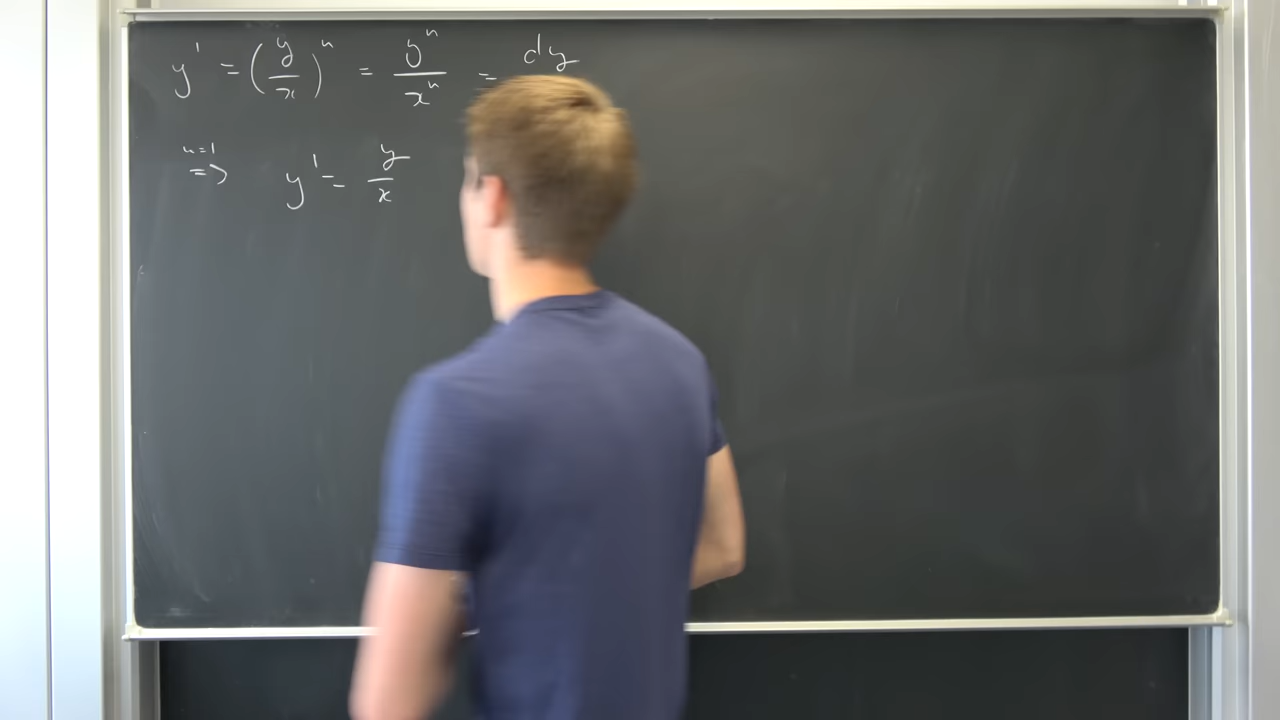 y' = (y/x)^n = y^n/x^n = dy
n=1 => y' = y/x